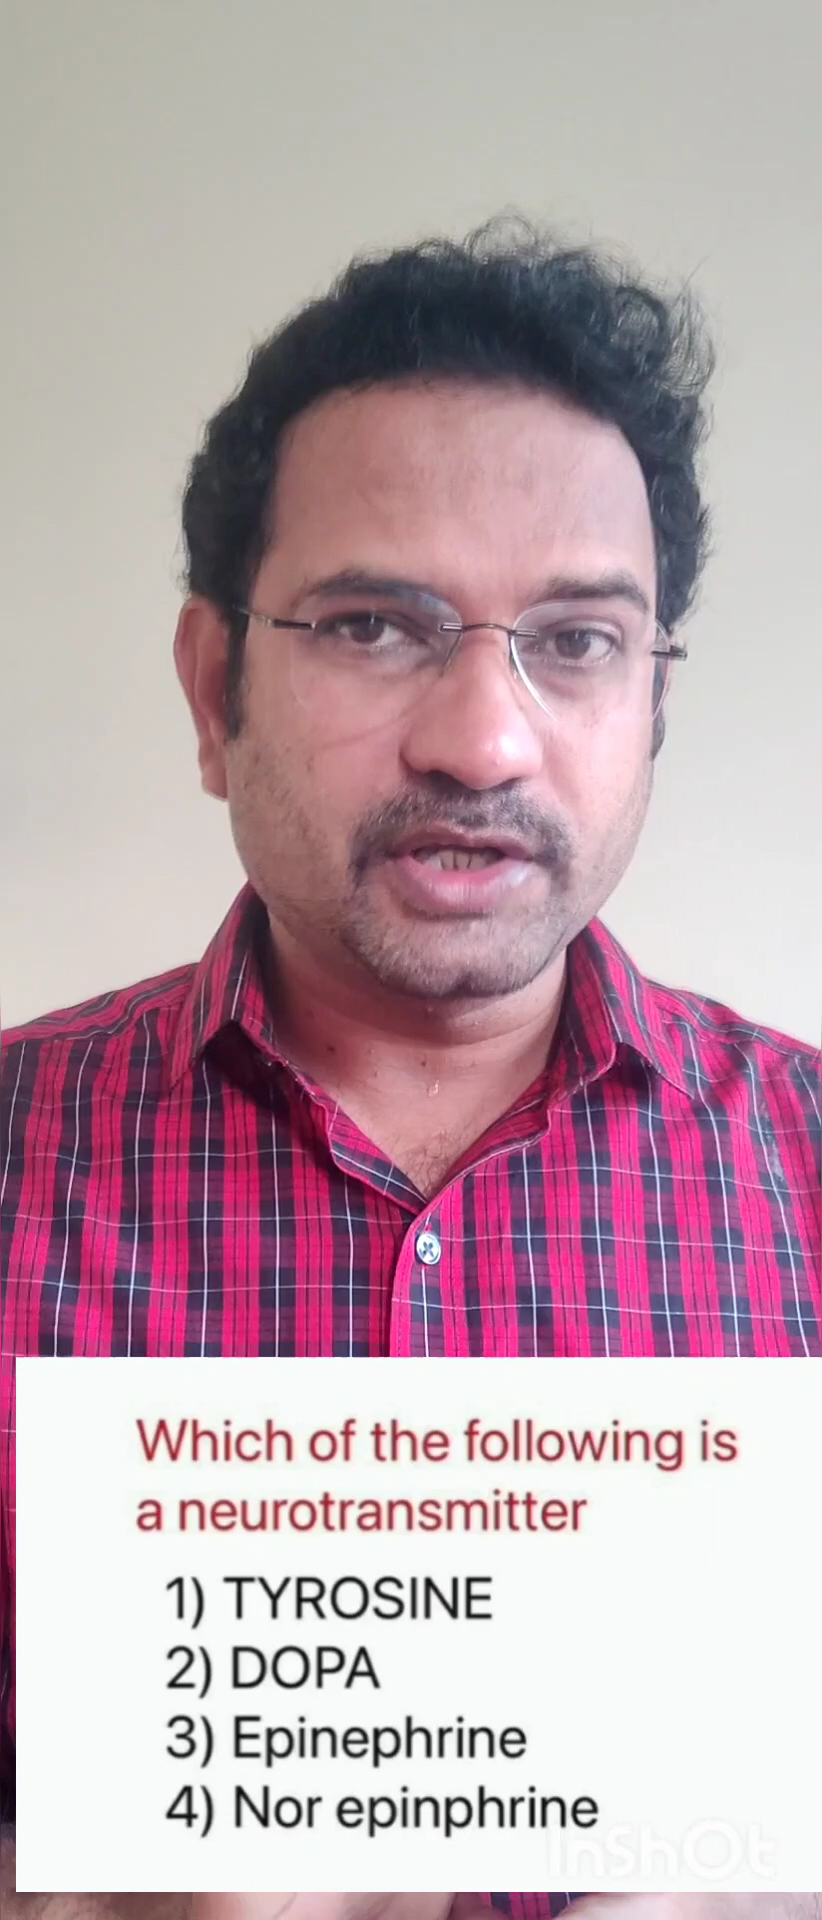 Which of the following is
a neurotransmitter
1) TYROSINE
2) DOPA
3) Epinephrine
4) Nor epinphrine
InShOt